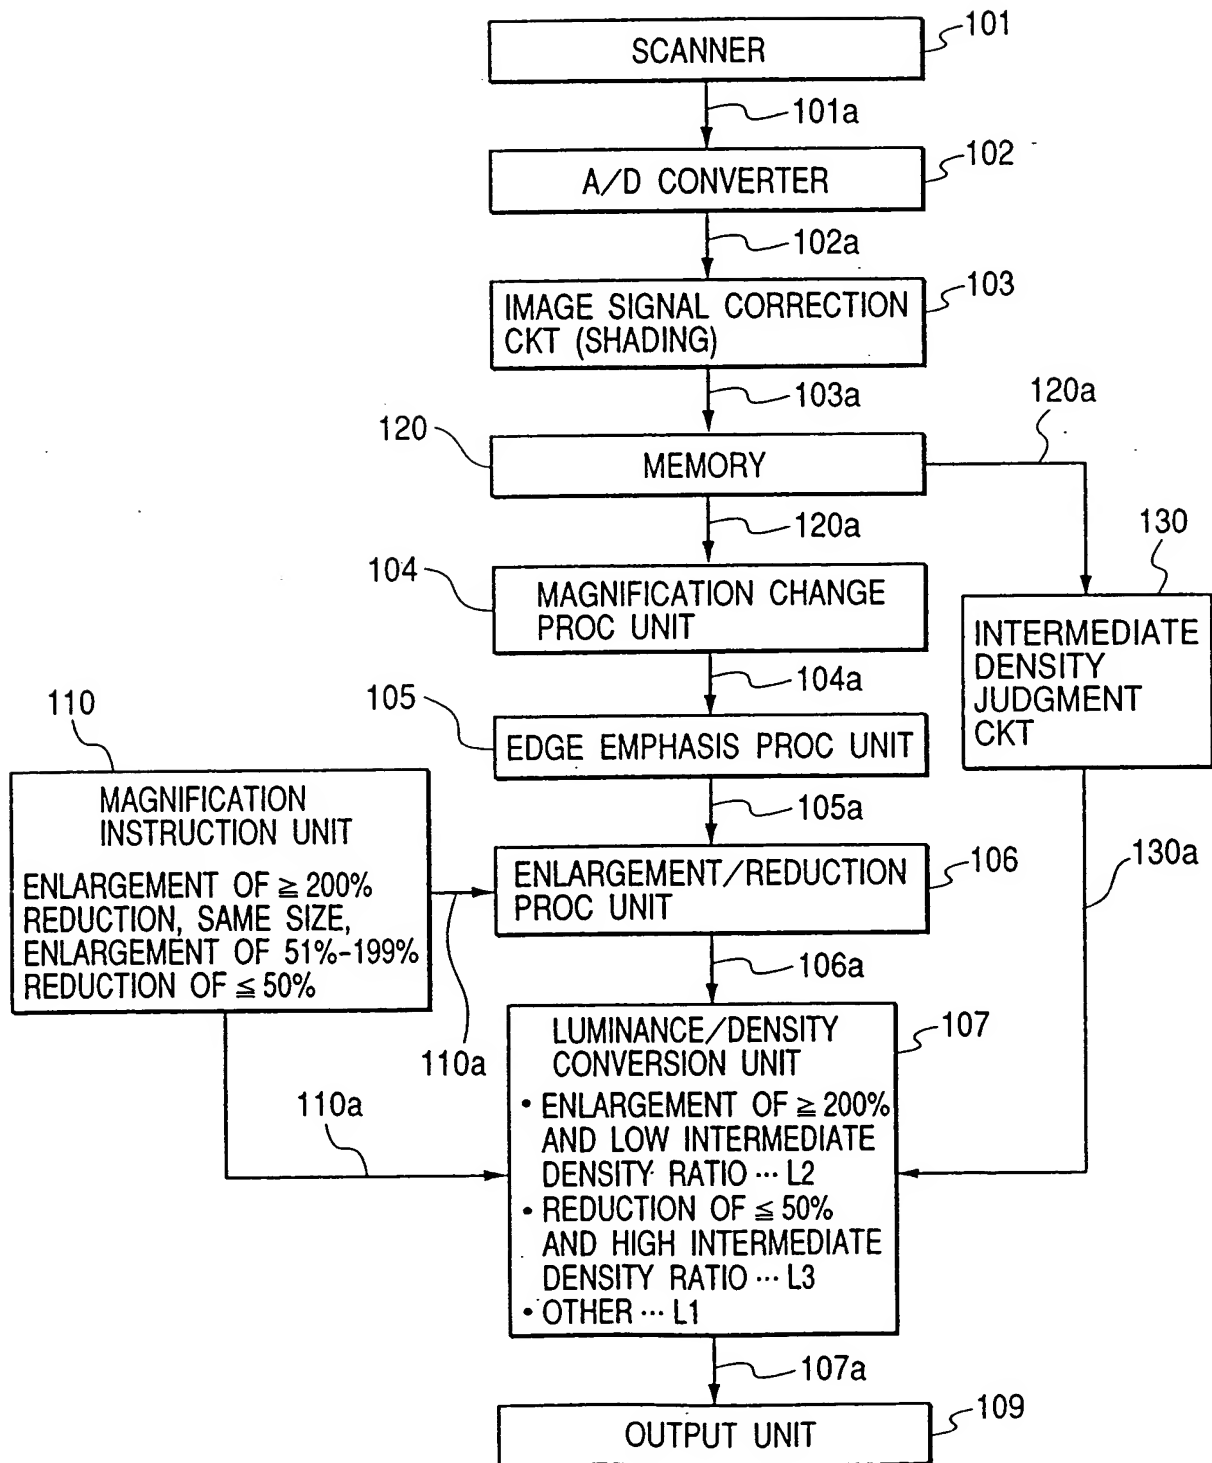 SCANNER
101
101a
A/D CONVERTER
102
102a
IMAGE SIGNAL CORRECTION
CKT (SHADING)
103
103a
120
MEMORY
120a
120a
104
MAGNIFICATION CHANGE
PROC UNIT
130
INTERMEDIATE
DENSITY
JUDGMENT
CKT
104a
105
EDGE EMPHASIS PROC UNIT
105a
110
MAGNIFICATION
INSTRUCTION UNIT
ENLARGEMENT OF ≧ 200%
REDUCTION, SAME SIZE,
ENLARGEMENT OF 51%-199%
REDUCTION OF ≦ 50%
110a
ENLARGEMENT/REDUCTION
PROC UNIT
106
130a
106a
110a
LUMINANCE/DENSITY
CONVERSION UNIT
107
• ENLARGEMENT OF ≧ 200%
AND LOW INTERMEDIATE
DENSITY RATIO ··· L2
• REDUCTION OF ≦ 50%
AND HIGH INTERMEDIATE
DENSITY RATIO ··· L3
• OTHER ··· L1
107a
OUTPUT UNIT
109